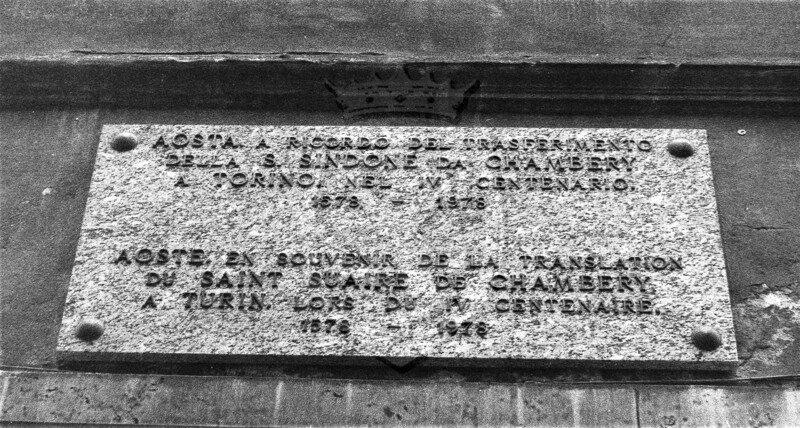 AOSTA. A RICORDO DEL TRASFERIMENTO
DELLA S. SINDONE DA CHAMBERY
A TORINO, NEL IV CENTENARIO.
1578 - 1978
AOSTE, EN SOUVENIR DE LA TRANSLATION
DU SAINT SUAIRE DE CHAMBERY
A TURIN, LORS DU IV CENTENAIRE.
1578 - 1978